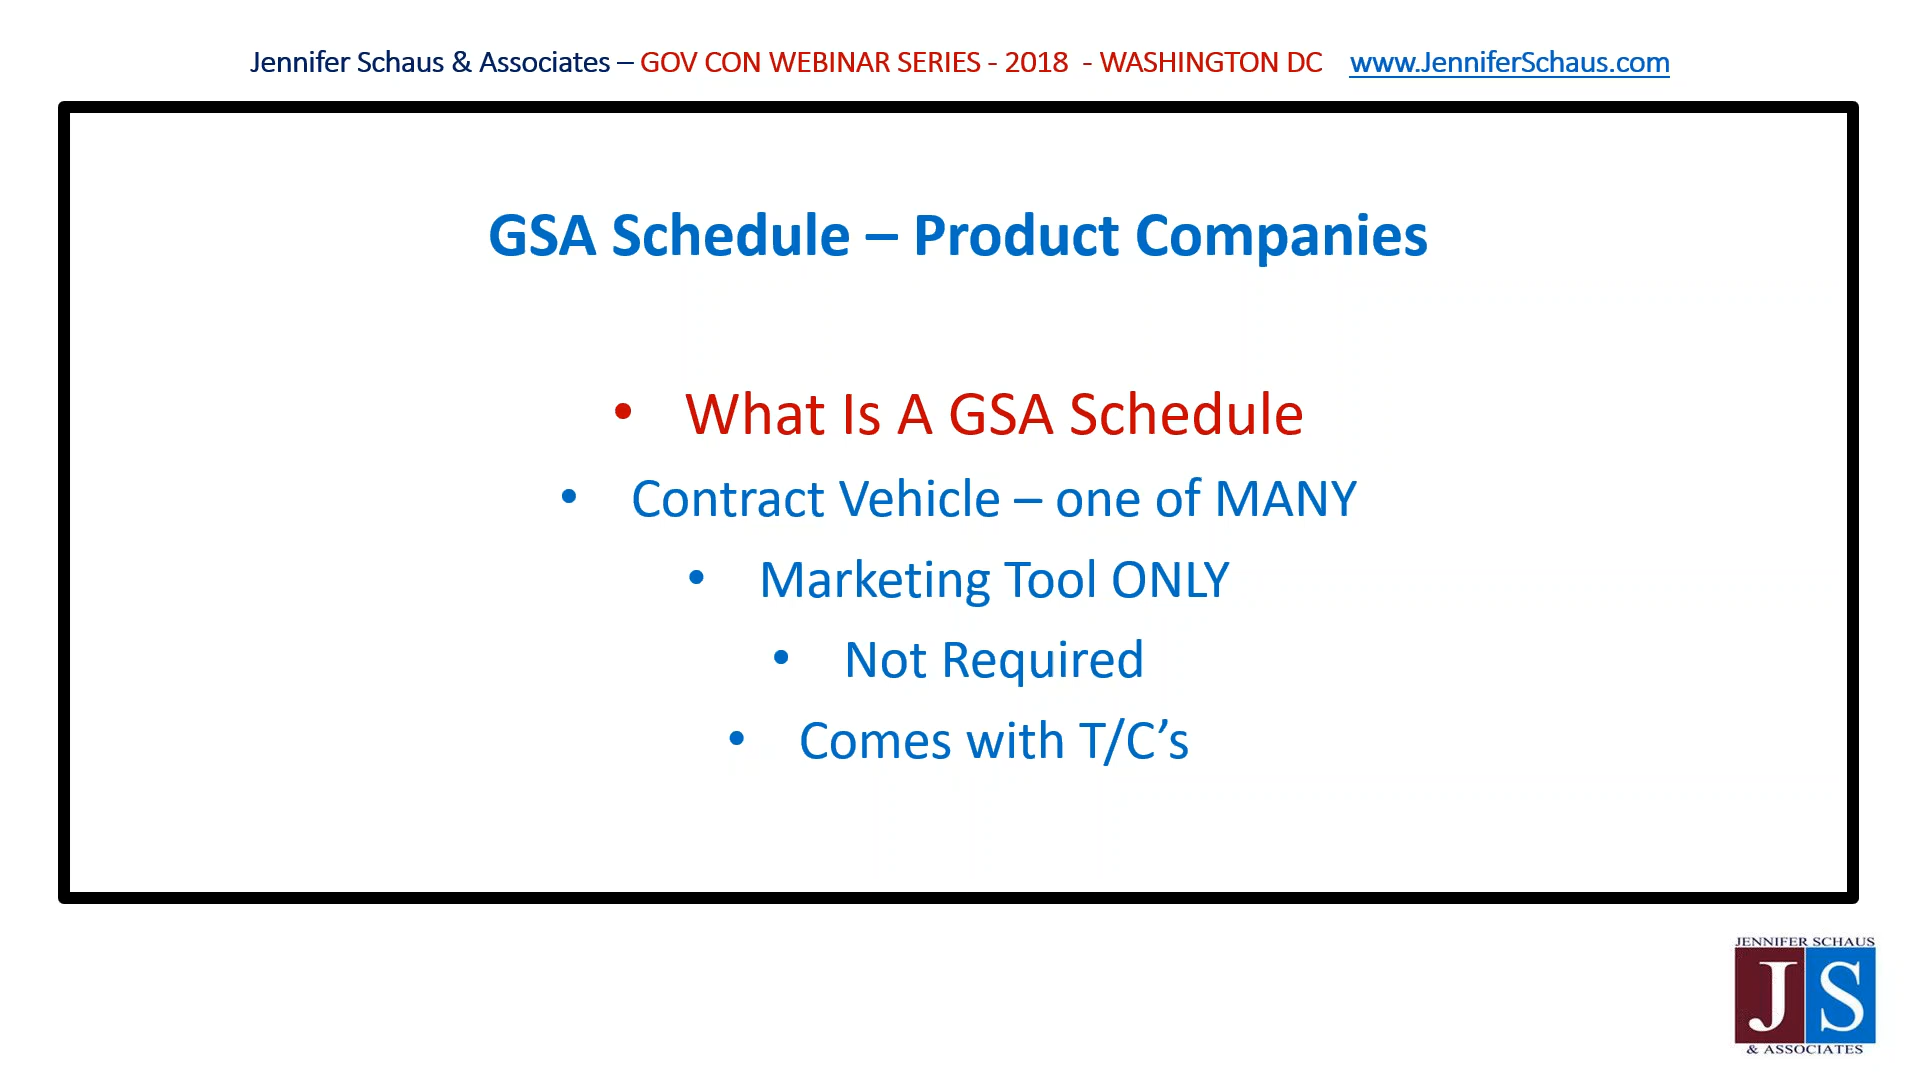 Jennifer Schaus & Associates – GOV CON WEBINAR SERIES - 2018 - WASHINGTON DC www.JenniferSchaus.com
GSA Schedule – Product Companies
• What Is A GSA Schedule
• Contract Vehicle – one of MANY
• Marketing Tool ONLY
• Not Required
• Comes with T/C’s
JENNIFER SCHAUS
JS
& ASSOCIATES